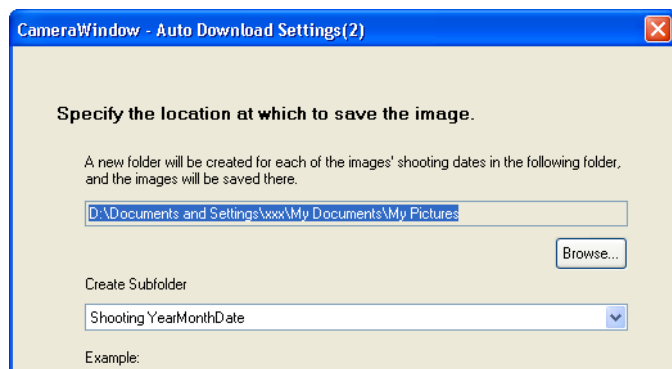 CameraWindow - Auto Download Settings(2)
Specify the location at which to save the image.
A new folder will be created for each of the images' shooting dates in the following folder,
and the images will be saved there.
D:\Documents and Settings\xxx\My Documents\My Pictures
Browse...
Create Subfolder
Shooting YearMonthDate
Example: